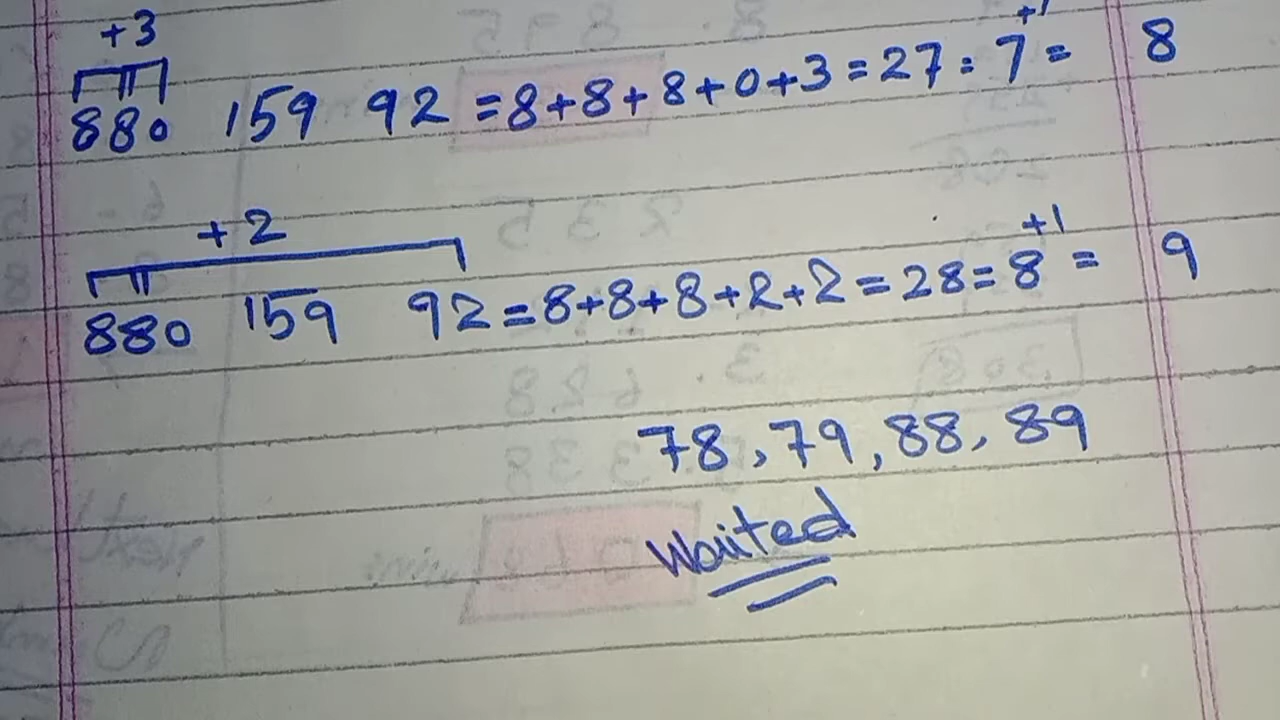 +3
+1
880 159 92 = 8+8+8+0+3 = 27 = 7 = 8
+2
+1
880 159 92 = 8+8+8+2+2 = 28 = 8 = 9
78, 79, 88, 89
Waited